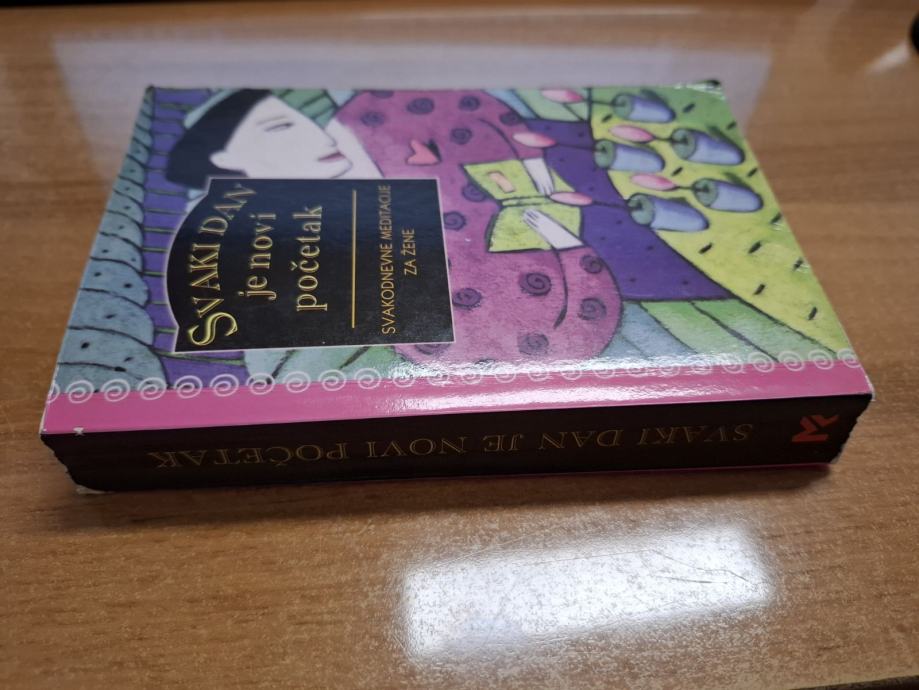 SVAKI DAN
je novi
početak
SVAKODNEVNE MEDITACIJE
ZA ŽENE
SVAKI DAN JE NOVI POČETAK